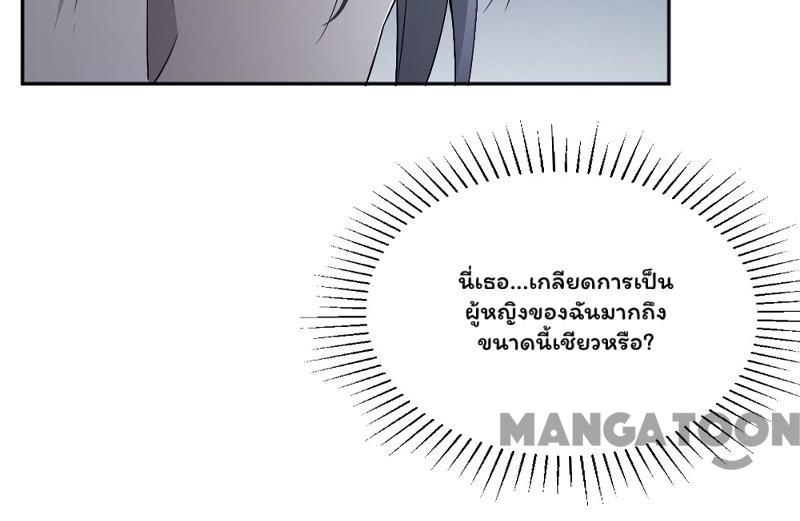 นี่เธอ...เกลียดการเป็น
ผู้หญิงของฉันมากถึง
ขนาดนี้เชียวหรือ?
MANGATOON